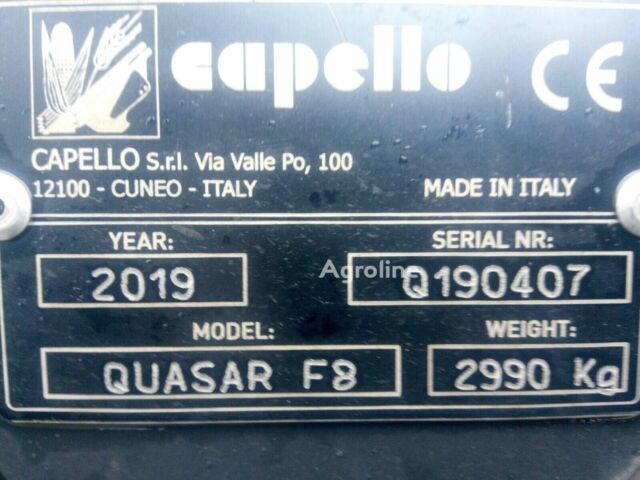 capello CE
CAPELLO S.r.l. Via Valle Po, 100
12100 - CUNEO - ITALY MADE IN ITALY
YEAR: SERIAL NR:
2019 Q190407
Agroline
MODEL: WEIGHT:
QUASAR F8 2990 Kg